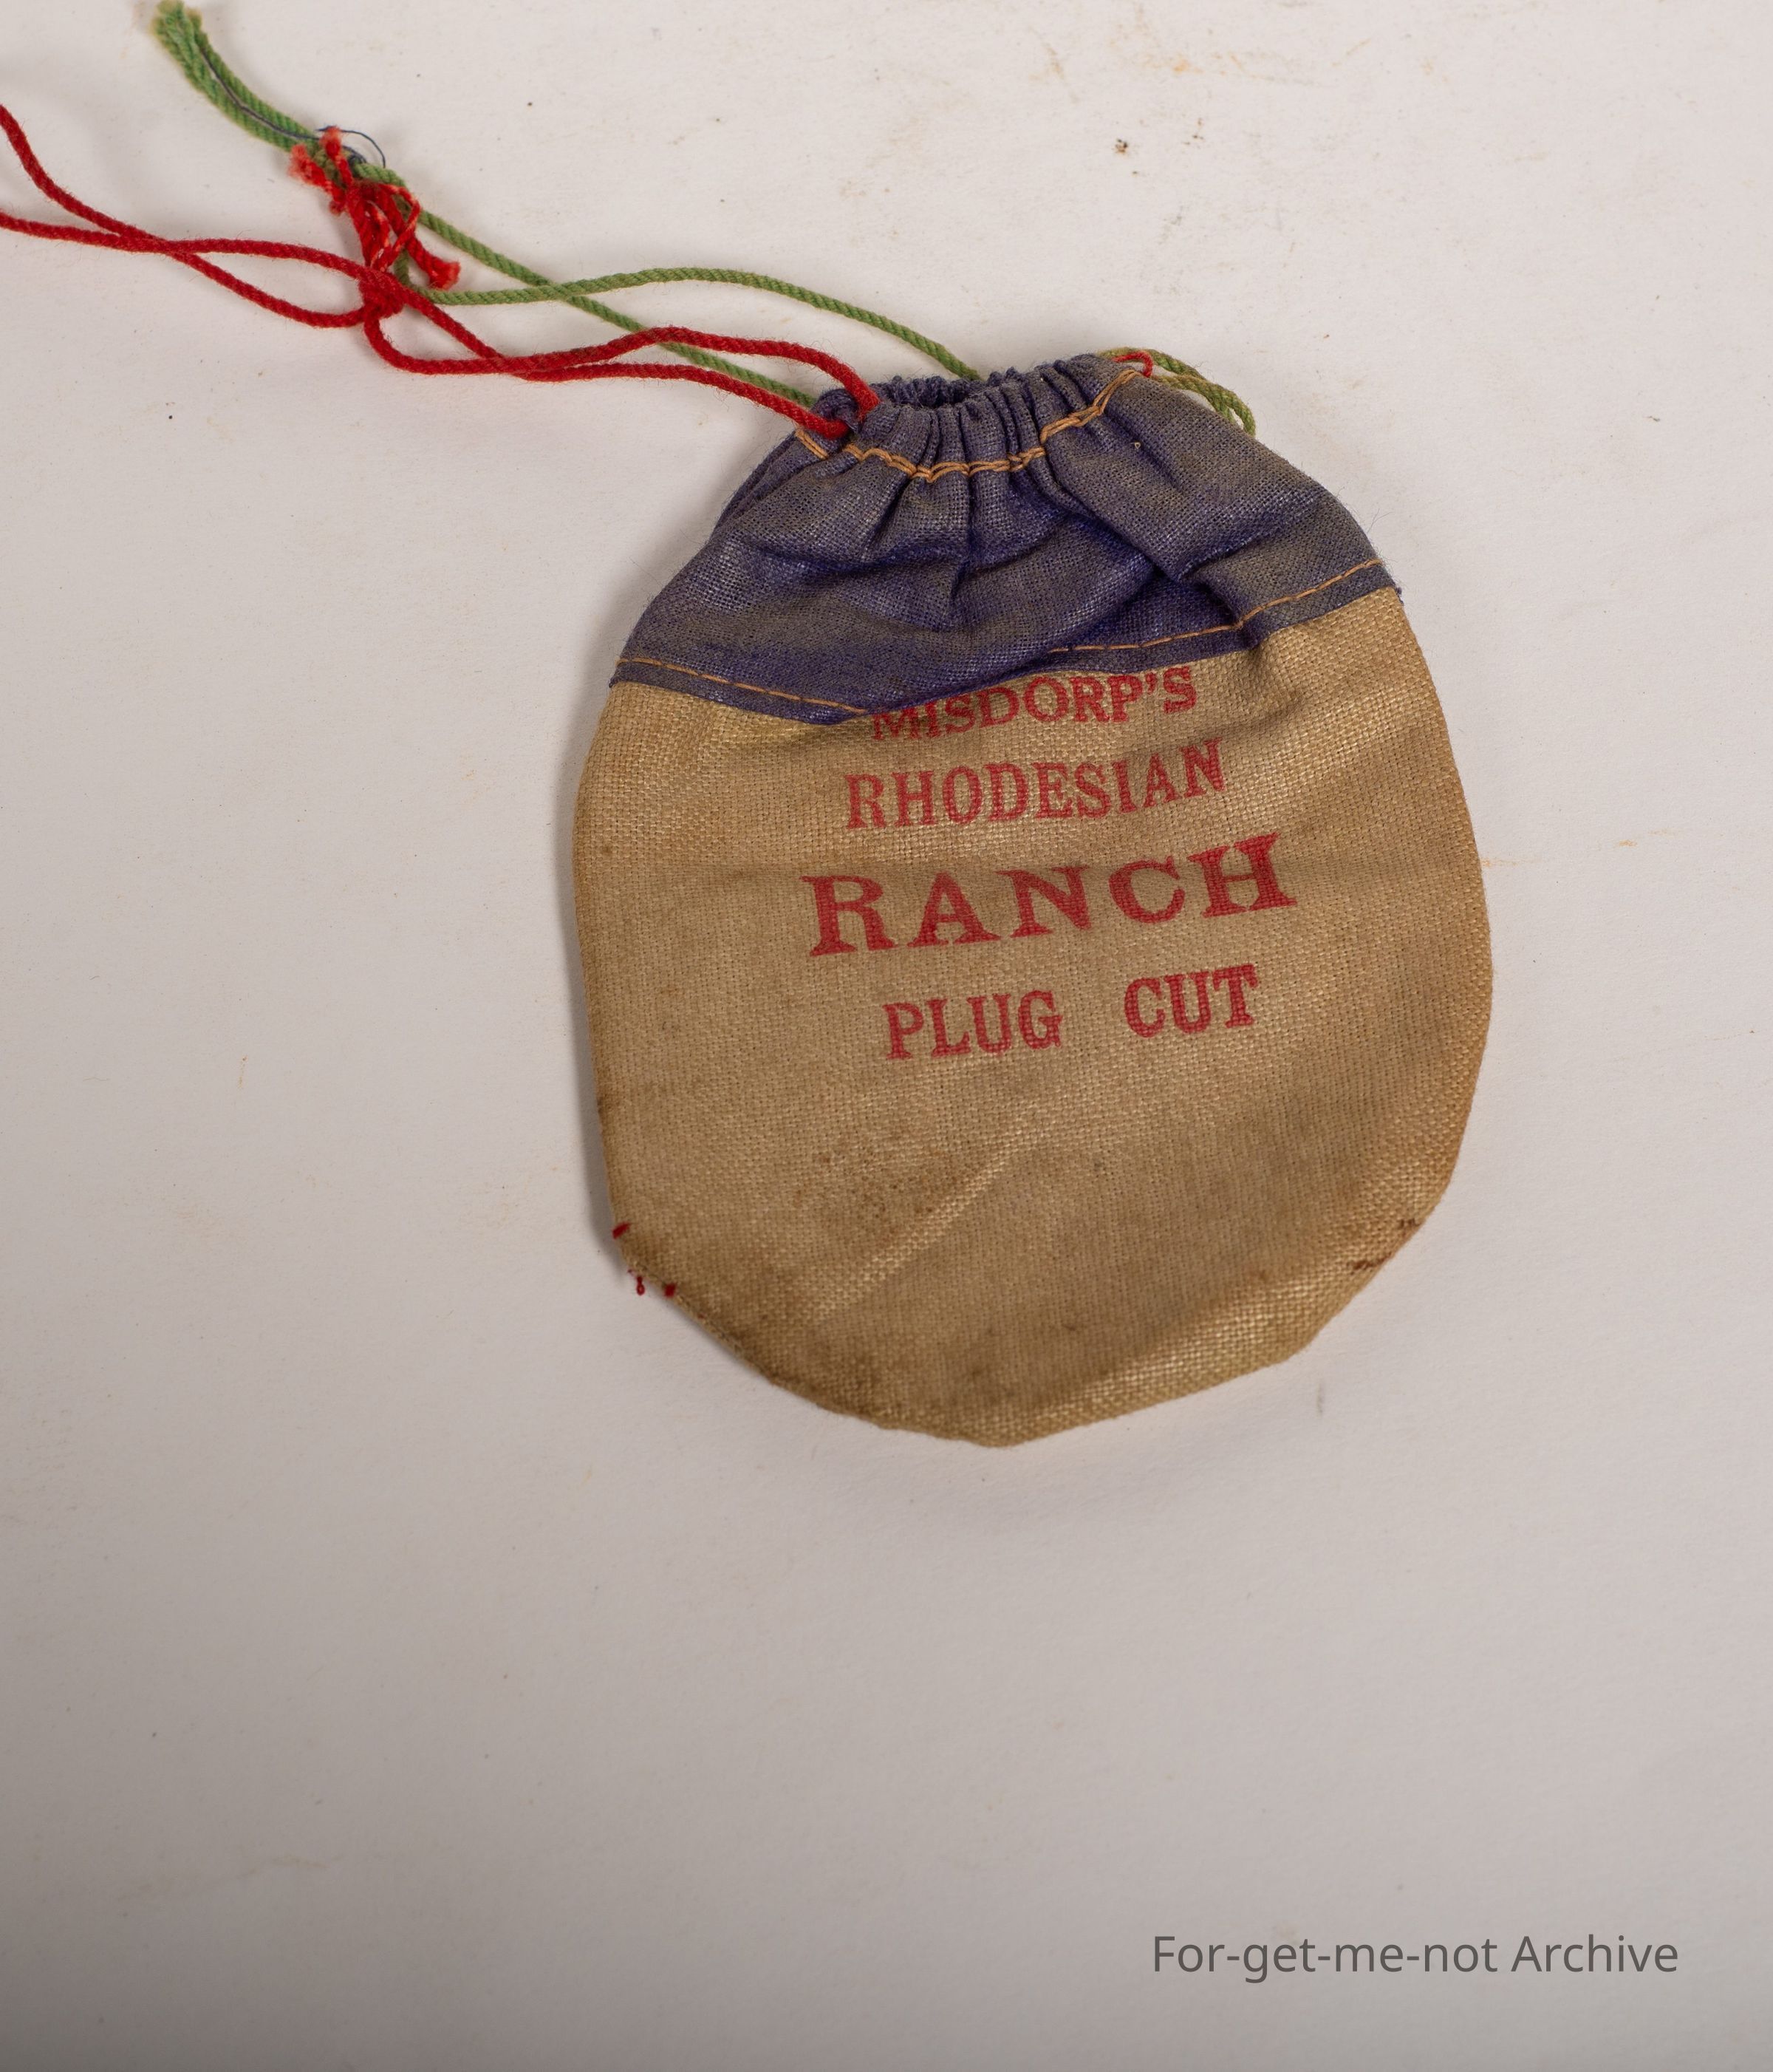 MISDORP'S
RHODESIAN
RANCH
PLUG CUT
For-get-me-not Archive